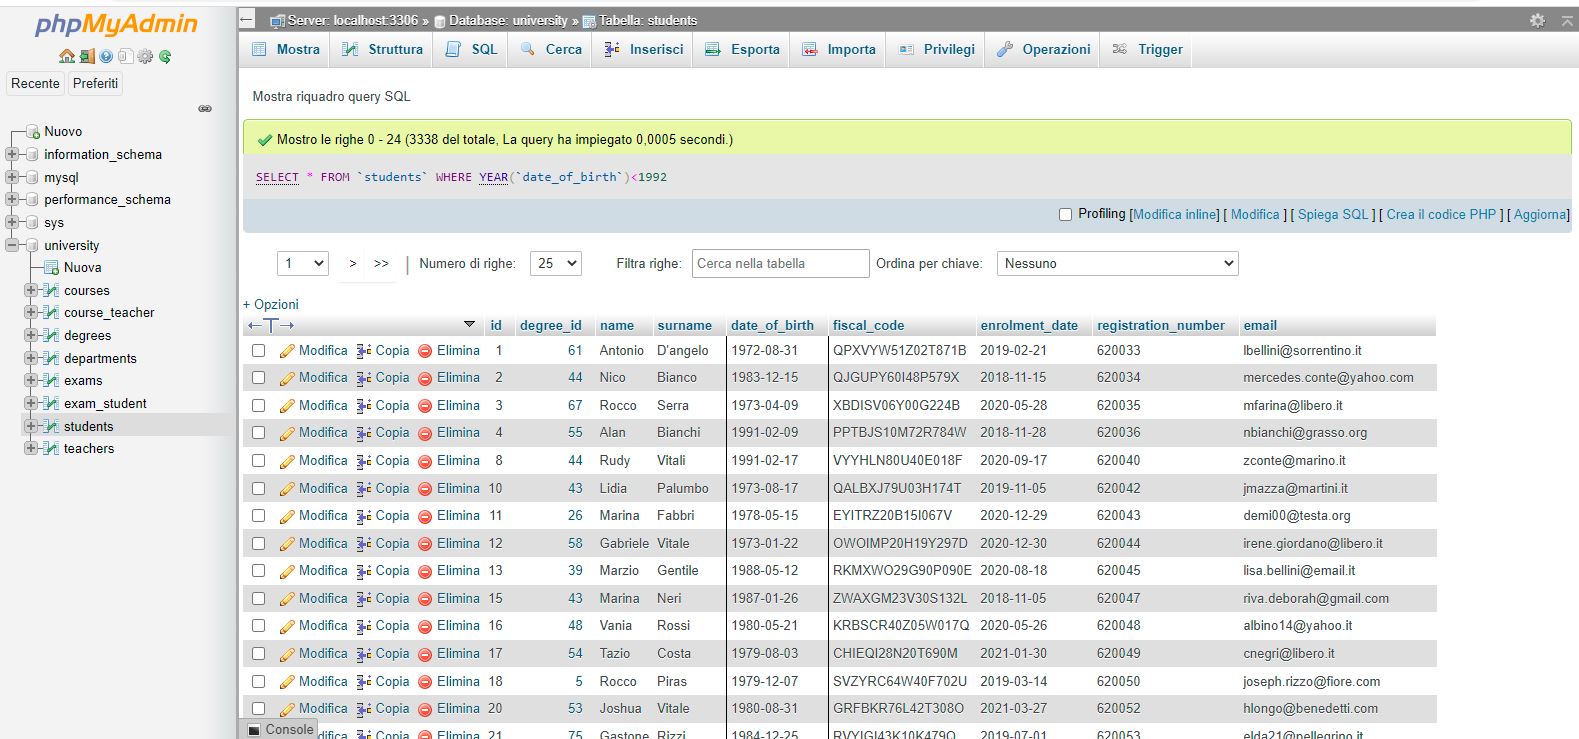 phpMyAdmin
Recente Preferiti
Nuovo
information_schema
mysql
performance_schema
sys
university
Nuova
courses
course_teacher
degrees
departments
exams
exam_student
students
teachers
Server: localhost:3306 » Database: university » Tabella: students
Mostra Struttura SQL Cerca Inserisci Esporta Importa Privilegi Operazioni Trigger
Mostra riquadro query SQL
Mostro le righe 0 - 24 (3338 del totale, La query ha impiegato 0,0005 secondi.)
SELECT * FROM `students` WHERE YEAR(`date_of_birth`)<1992
Profiling [Modifica inline] [ Modifica ] [ Spiega SQL ] [ Crea il codice PHP ] [ Aggiorna]
1 > >> | Numero di righe: 25 Filtra righe: Cerca nella tabella Ordina per chiave: Nessuno
+ Opzioni
←T→ id degree_id name surname date_of_birth fiscal_code enrolment_date registration_number email
Modifica Copia Elimina 1 61 Antonio D'angelo 1972-08-31 QPXVYW51Z02T871B 2019-02-21 620033 lbellini@sorrentino.it
Modifica Copia Elimina 2 44 Nico Bianco 1983-12-15 QJGUPY60I48P579X 2018-11-15 620034 mercedes.conte@yahoo.com
Modifica Copia Elimina 3 67 Rocco Serra 1973-04-09 XBDISV06Y00G224B 2020-05-28 620035 mfarina@libero.it
Modifica Copia Elimina 4 55 Alan Bianchi 1991-02-09 PPTBJS10M72R784W 2018-11-28 620036 nbianchi@grasso.org
Modifica Copia Elimina 8 44 Rudy Vitali 1991-02-17 VYYHLN80U40E018F 2020-09-17 620040 zconte@marino.it
Modifica Copia Elimina 10 43 Lidia Palumbo 1973-08-17 QALBXJ79U03H174T 2019-11-05 620042 jmazza@martini.it
Modifica Copia Elimina 11 26 Marina Fabbri 1978-05-15 EYITRZ20B15I067V 2020-12-29 620043 demi00@testa.org
Modifica Copia Elimina 12 58 Gabriele Vitale 1973-01-22 OWOIMP20H19Y297D 2020-12-30 620044 irene.giordano@libero.it
Modifica Copia Elimina 13 39 Marzio Gentile 1988-05-12 RKMXWO29G90P090E 2020-08-18 620045 lisa.bellini@email.it
Modifica Copia Elimina 15 43 Marina Neri 1987-01-26 ZWAXGM23V30S132L 2018-11-05 620047 riva.deborah@gmail.com
Modifica Copia Elimina 16 48 Vania Rossi 1980-05-21 KRBSCR40Z05W017Q 2020-05-26 620048 albino14@yahoo.it
Modifica Copia Elimina 17 54 Tazio Costa 1979-08-03 CHIEQI28N20T690M 2021-01-30 620049 cnegri@libero.it
Modifica Copia Elimina 18 5 Rocco Piras 1979-12-07 SVZYRC64W40F702U 2019-03-14 620050 joseph.rizzo@fiore.com
Modifica Copia Elimina 20 53 Joshua Vitale 1980-08-31 GRFBKR76L42T308O 2021-03-27 620052 hlongo@benedetti.com
Modifica Copia Elimina 21 75 Gastone Rizzi 1984-12-25 RVYIGI43K10K479O 2019-07-01 620053 elda21@pellegrino.it
Console